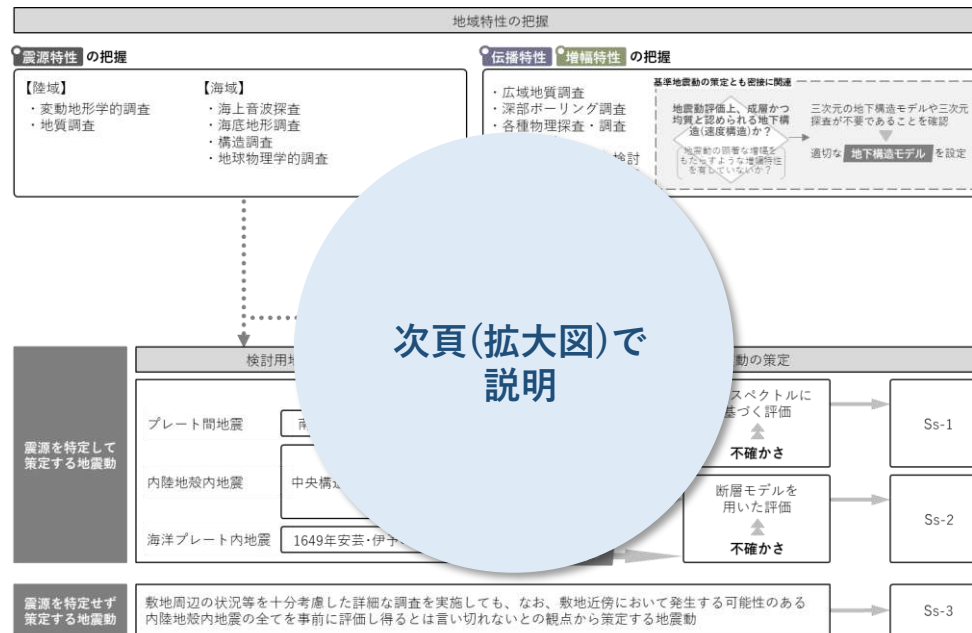 地域特性の把握
震源特性 の把握
【陸域】
・変動地形学的調査
・地質調査
【海域】
・海上音波探査
・海底地形調査
・構造調査
・地球物理学的調査
伝播特性 増幅特性 の把握
・広域地質調査
・深部ボーリング調査
・各種物理探査・調査
検討
基準地震動の策定とも密接に関連
地震動評価上、成層かつ
均質と認められる地下構
造(速度構造)か？
地震動の顕著な増幅を
もたらすような増幅特性
を有していないか？
三次元の地下構造モデルや三次元
探査が不要であることを確認
適切な 地下構造モデル を設定
次頁(拡大図)で
説明
検討用地
動の策定
震源を特定して
策定する地震動
プレート間地震
内陸地殻内地震
中央構
海洋プレート内地震
1649年安芸・伊予
スペクトルに
基づく評価
不確かさ
Ss-1
断層モデルを
用いた評価
不確かさ
Ss-2
震源を特定せず
策定する地震動
敷地周辺の状況等を十分考慮した詳細な調査を実施しても、なお、敷地近傍において発生する可能性のある
内陸地殻内地震の全てを事前に評価し得るとは言い切れないとの観点から策定する地震動
Ss-3